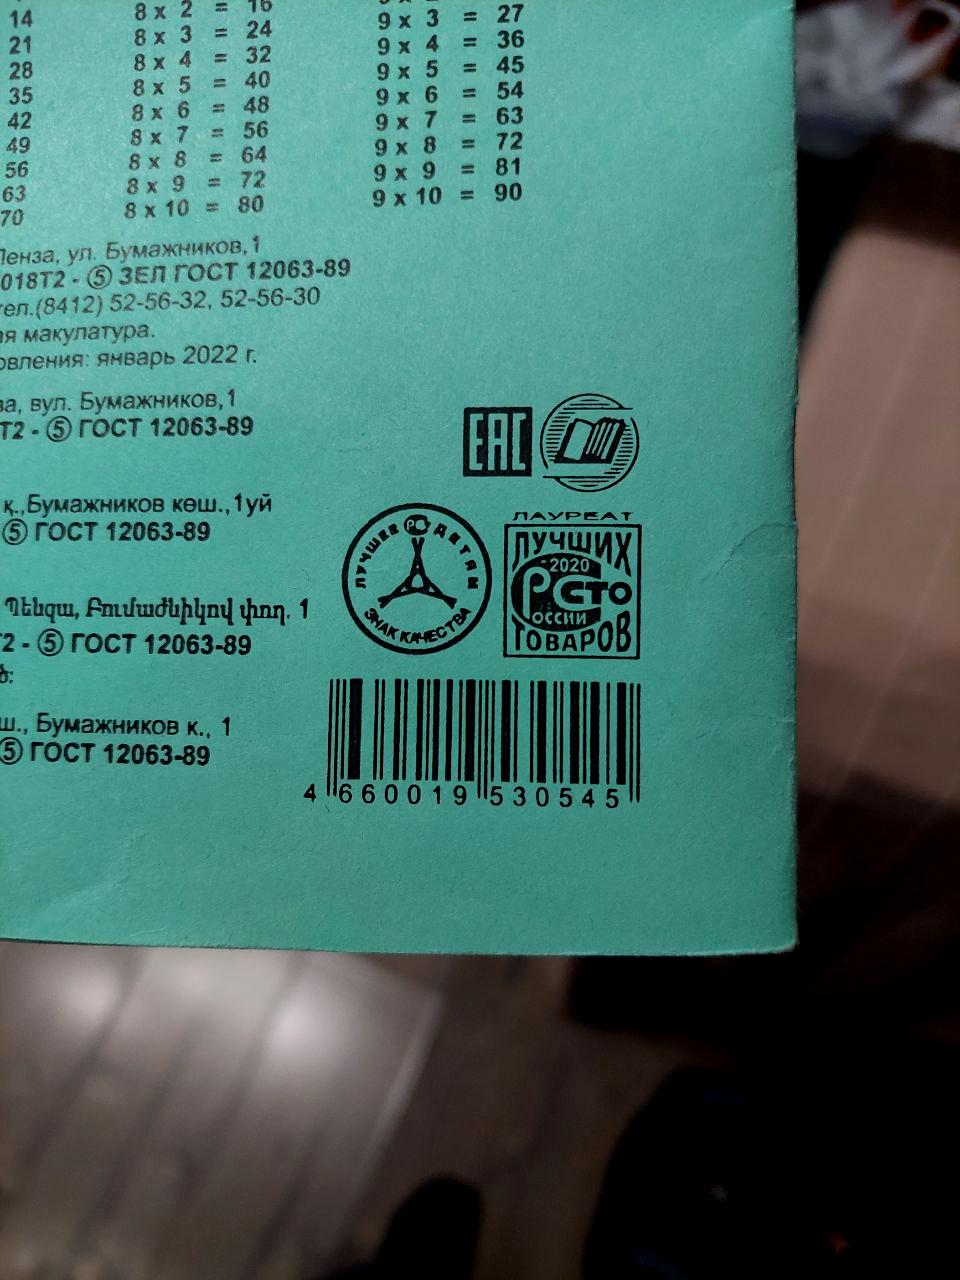 14 8 x 2 = 16 9 x 3 = 27
21 8 x 3 = 24 9 x 4 = 36
28 8 x 4 = 32 9 x 5 = 45
35 8 x 5 = 40 9 x 6 = 54
42 8 x 6 = 48 9 x 7 = 63
49 8 x 7 = 56 9 x 8 = 72
56 8 x 8 = 64 9 x 9 = 81
63 8 x 9 = 72 9 x 10 = 90
70 8 x 10 = 80
Пенза, ул. Бумажников,1
018Т2 - ⑤ ЗЕЛ ГОСТ 12063-89
тел.(8412) 52-56-32, 52-56-30
ая макулатура.
овления: январь 2022 г.
за, вул. Бумажников,1
Т2 - ⑤ ГОСТ 12063-89
қ.,Бумажников көш.,1уй
⑤ ГОСТ 12063-89
Պենզա, Բումաժնիկով փող. 1
2 - ⑤ ГОСТ 12063-89
ծ:
ш., Бумажников к., 1
⑤ ГОСТ 12063-89
EAC
ЛУЧШЕЕ РСТ ДЕТЯМ
ЗНАК КАЧЕСТВА
ЛАУРЕАТ
ЛУЧШИХ
2020
РСТО
РОССИИ
ТОВАРОВ
4 660019 530545